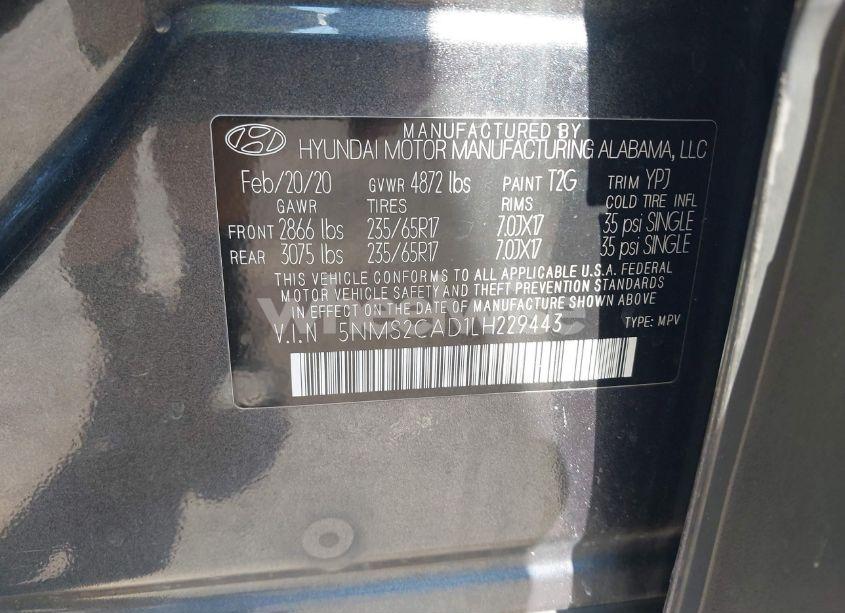 MANUFACTURED BY
HYUNDAI MOTOR MANUFACTURING ALABAMA, LLC
Feb/20/20 GVWR 4872 lbs PAINT T2G TRIM YPJ
GAWR TIRES RIMS COLD TIRE INFL
FRONT 2866 lbs 235/65R17 7.0JX17 35 psi SINGLE
REAR 3075 lbs 235/65R17 7.0JX17 35 psi SINGLE
THIS VEHICLE CONFORMS TO ALL APPLICABLE U.S.A. FEDERAL
MOTOR VEHICLE SAFETY AND THEFT PREVENTION STANDARDS
IN EFFECT ON THE DATE OF MANUFACTURE SHOWN ABOVE
V.I.N 5NMS2CAD1LH229443 TYPE: MPV